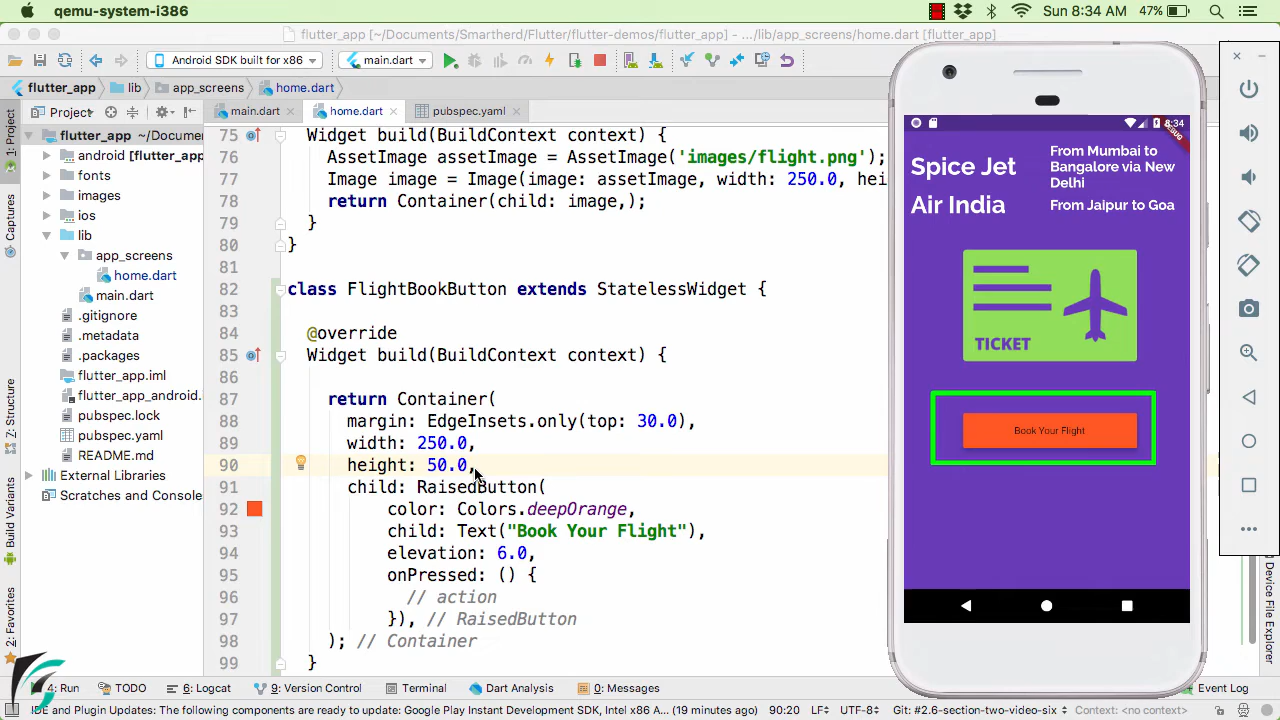 qemu-system-i386
Sun 8:34 AM 47%
flutter_app [~/Documents/Smartherd/Flutter/flutter-demos/flutter_app] - .../lib/app_screens/home.dart [flutter_app]
Android SDK built for x86
main.dart
flutter_app lib app_screens home.dart
Project
main.dart
home.dart
pubspec.yaml
1: Project
Captures
7: Structure
Build Variants
2: Favorites
flutter_app ~/Documen
android [flutter_app
fonts
images
ios
lib
app_screens
home.dart
main.dart
.gitignore
.metadata
.packages
flutter_app.iml
flutter_app_android.
pubspec.lock
pubspec.yaml
README.md
External Libraries
Scratches and Console
75 Widget build(BuildContext context) {
76 AssetImage assetImage = AssetImage('images/flight.png');
77 Image image = Image(image: assetImage, width: 250.0, hei
78 return Container(child: image,);
79 }
80 }
81
82 class FlightBookButton extends StatelessWidget {
83
84 @override
85 Widget build(BuildContext context) {
86
87 return Container(
88 margin: EdgeInsets.only(top: 30.0),
89 width: 250.0,
90 height: 50.0,
91 child: RaisedButton(
92 color: Colors.deepOrange,
93 child: Text("Book Your Flight"),
94 elevation: 6.0,
95 onPressed: () {
96 // action
97 }), // RaisedButton
98 ); // Container
99 }
8:34
DEBUG
Spice Jet
From Mumbai to
Bangalore via New
Delhi
Air India
From Jaipur to Goa
TICKET
Book Your Flight
Device File Explorer
4: Run
TODO
6: Logcat
9: Version Control
Terminal
Dart Analysis
0: Messages
Event Log
IDE and Plugin Updates: The following components are ready to update: Google Play Instant Development SDK, Intel x86 A... (19 minutes ago)
90:20 LF UTF-8 Git: #2.6-section-two-video-six Context: <no context>